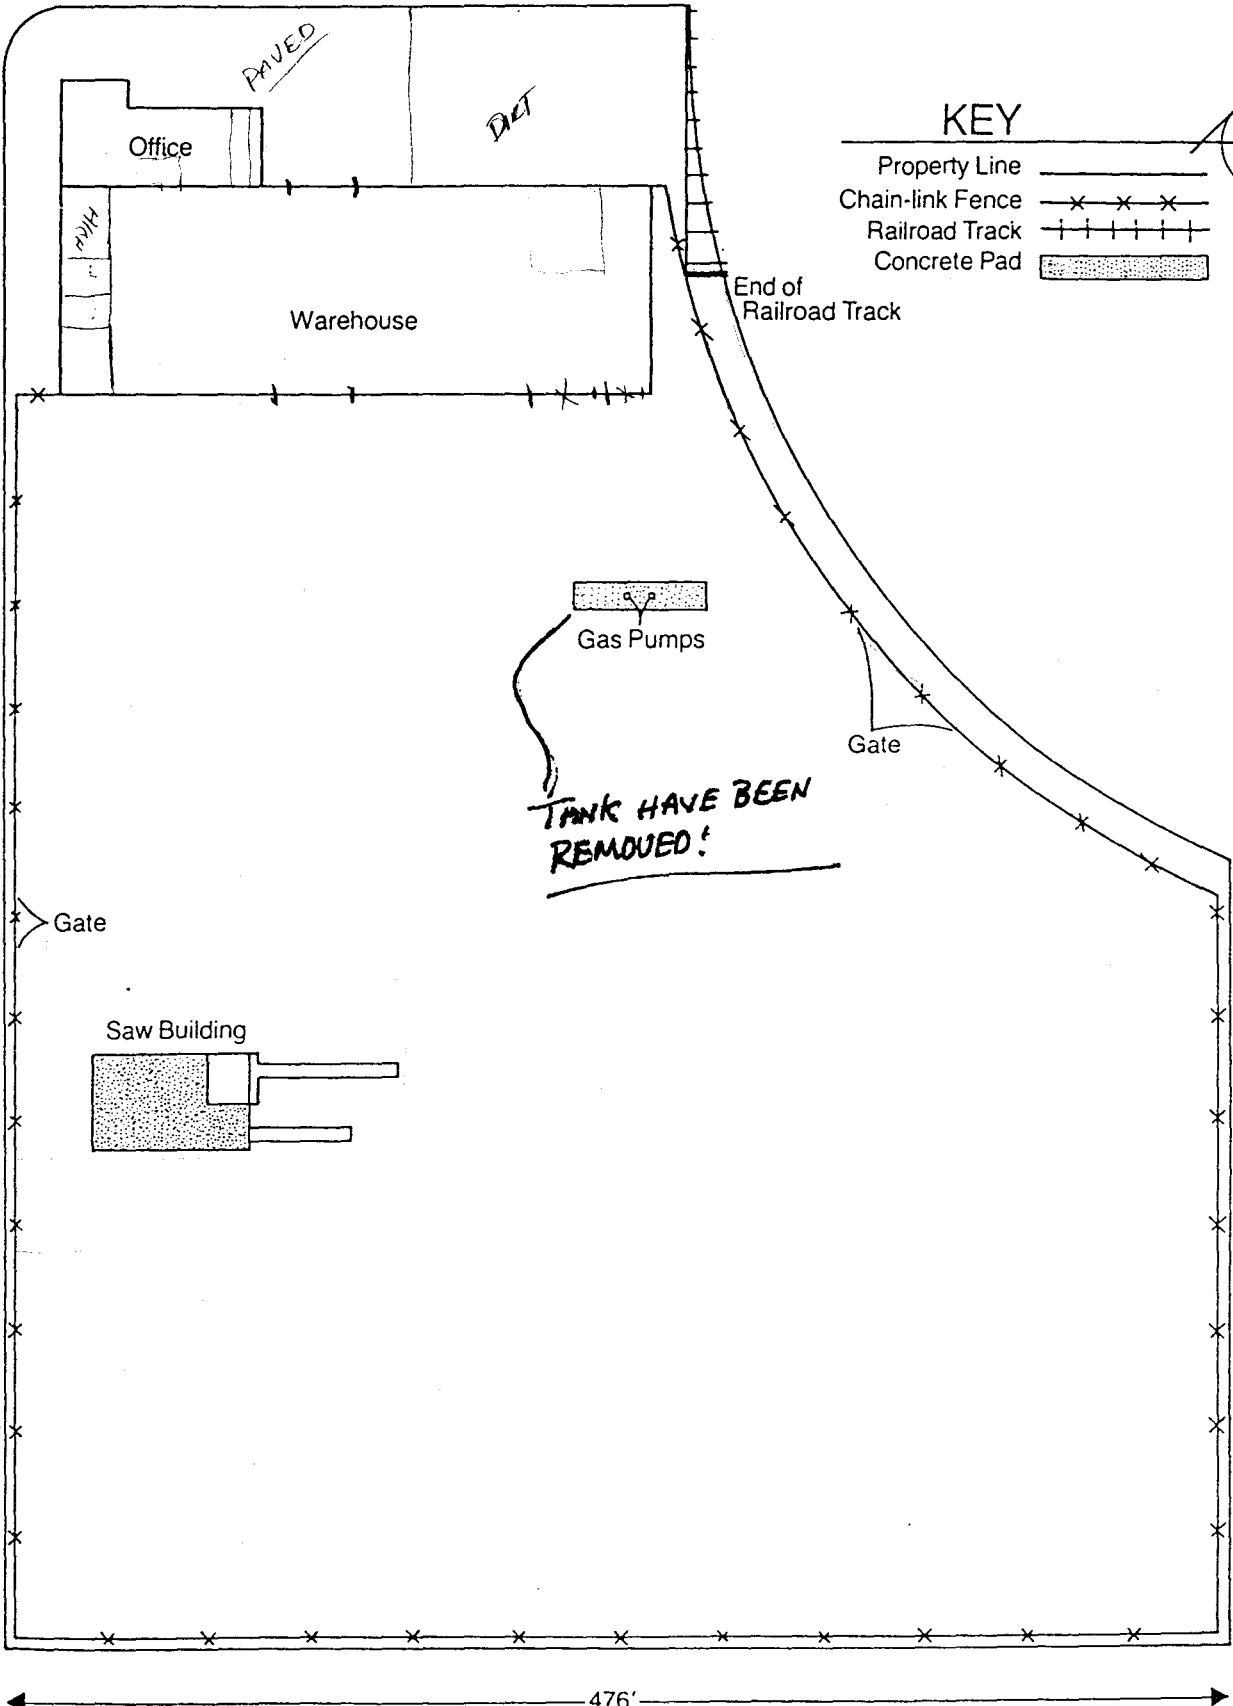 PAVED
DIRT
Office
HIGH
Warehouse
KEY
Property Line
Chain-link Fence
Railroad Track
Concrete Pad
End of
Railroad Track
Gas Pumps
Gate
TANK HAVE BEEN
REMOVED!
Gate
Saw Building
476'